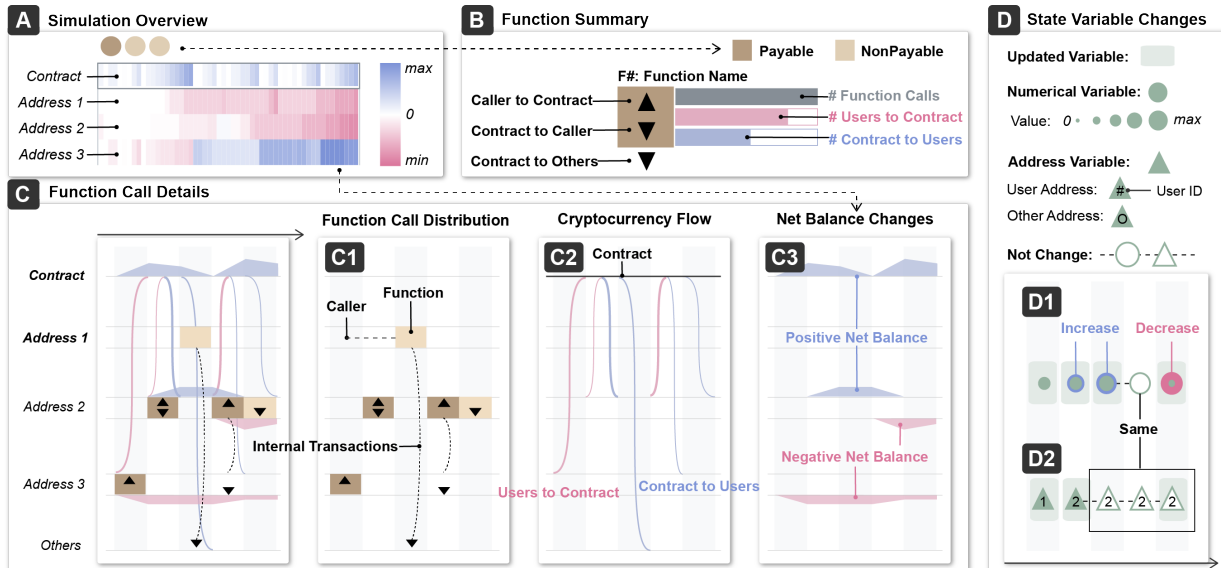 A Simulation Overview
Contract
Address 1
Address 2
Address 3
max
0
min
B Function Summary
Payable
NonPayable
F#: Function Name
Caller to Contract
Contract to Caller
Contract to Others
# Function Calls
# Users to Contract
# Contract to Users
C Function Call Details
Function Call Distribution
Cryptocurrency Flow
Net Balance Changes
Contract
Address 1
Address 2
Address 3
Others
C1
Caller
Function
Internal Transactions
C2
Contract
Users to Contract
Contract to Users
C3
Positive Net Balance
Negative Net Balance
D State Variable Changes
Updated Variable:
Numerical Variable:
Value: 0 max
Address Variable:
User Address: # User ID
Other Address: O
Not Change:
D1
Increase
Decrease
Same
D2
1 2 2 2 2